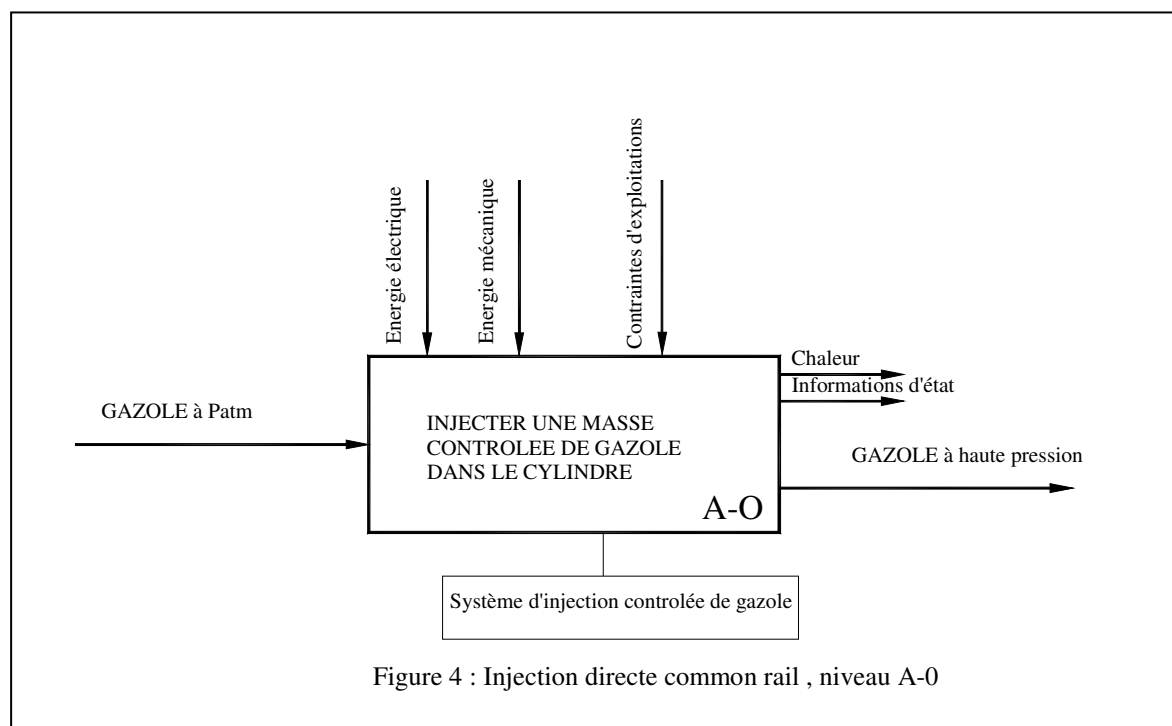 Energie électrique
Energie mécanique
Contraintes d'exploitations
Chaleur
Informations d'état
GAZOLE à Patm
INJECTER UNE MASSE
CONTROLEE DE GAZOLE
DANS LE CYLINDRE
GAZOLE à haute pression
A-O
Système d'injection controlée de gazole
Figure 4 : Injection directe common rail , niveau A-0